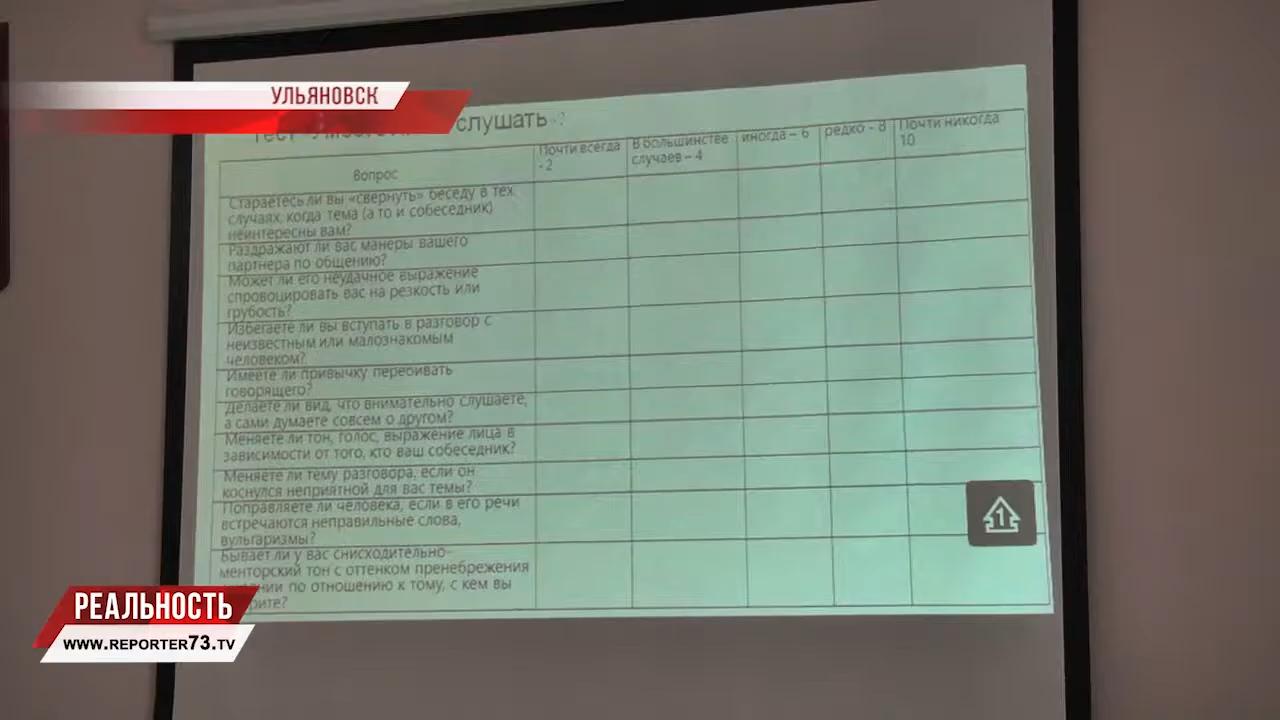 УЛЬЯНОВСК
слушать -?
Вопрос
Почти всегда
- 2
В большинстве
случаев – 4
иногда – 6
редко - 8
Почти никогда
10
Стараетесь ли вы «свернуть» беседу в тех
случаях, когда тема (а то и собеседник)
неинтересны вам?
Раздражают ли вас манеры вашего
партнера по общению?
Может ли его неудачное выражение
спровоцировать вас на резкость или
грубость?
Избегаете ли вы вступать в разговор с
неизвестным или малознакомым
человеком?
Имеете ли привычку перебивать
говорящего?
Делаете ли вид, что внимательно слушаете,
а сами думаете совсем о другом?
Меняете ли тон, голос, выражение лица в
зависимости от того, кто ваш собеседник?
Меняете ли тему разговора, если он
коснулся неприятной для вас темы?
Поправляете ли человека, если в его речи
встречаются неправильные слова,
вульгаризмы?
Бывает ли у вас снисходительно-
менторский тон с оттенком пренебрежения
по отношению к тому, с кем вы
1
РЕАЛЬНОСТЬ
WWW.REPORTER73.TV